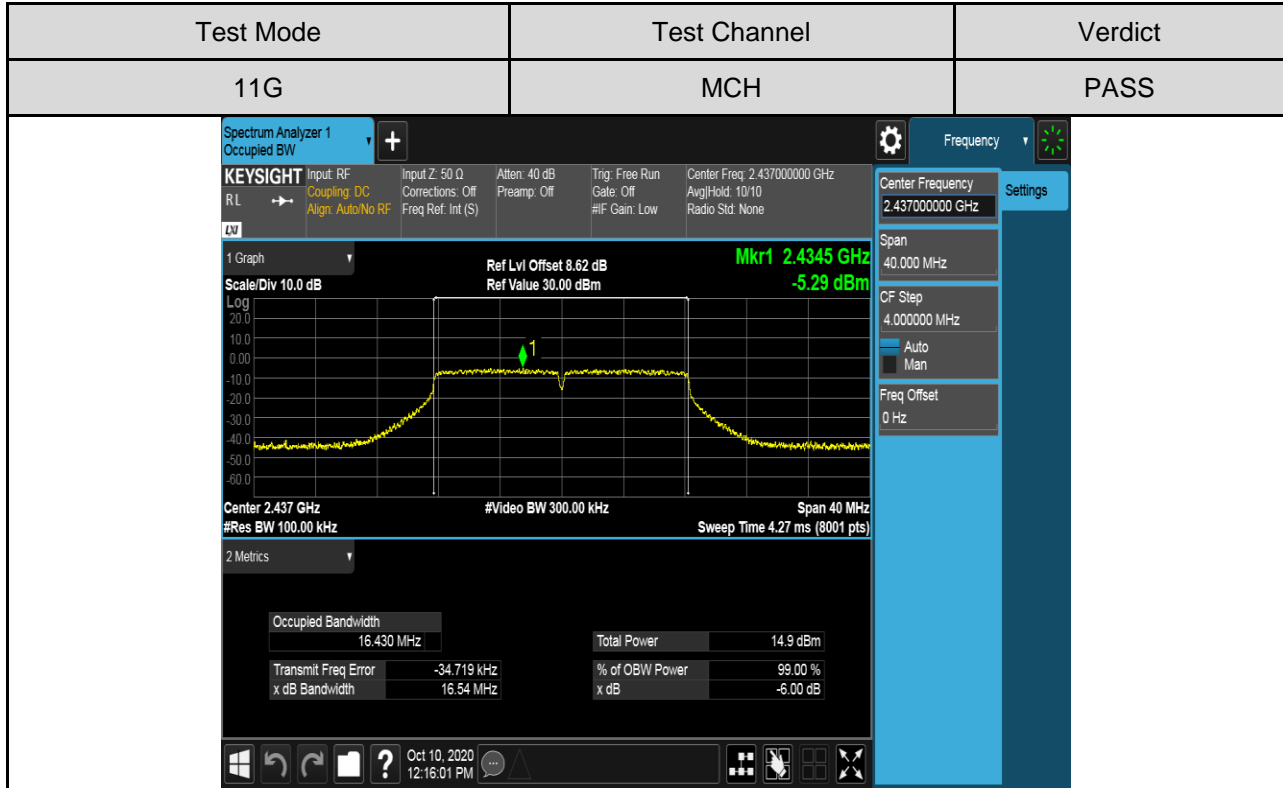 Test Mode
Test Channel
Verdict
11G
MCH
PASS
Spectrum Analyzer 1
Occupied BW
Frequency
KEYSIGHT
RL
LXI
Input: RF
Coupling: DC
Align: Auto/No RF
Input Z: 50 Ω
Corrections: Off
Freq Ref: Int (S)
Atten: 40 dB
Preamp: Off
Trig: Free Run
Gate: Off
#IF Gain: Low
Center Freq: 2.437000000 GHz
Avg|Hold: 10/10
Radio Std: None
Center Frequency
2.437000000 GHz
Settings
Span
40.000 MHz
CF Step
4.000000 MHz
Auto
Man
Freq Offset
0 Hz
1 Graph
Scale/Div 10.0 dB
Ref Lvl Offset 8.62 dB
Ref Value 30.00 dBm
Mkr1 2.4345 GHz
-5.29 dBm
Log
20.0
10.0
0.00
-10.0
-20.0
-30.0
-40.0
-50.0
-60.0
1
Center 2.437 GHz
#Res BW 100.00 kHz
#Video BW 300.00 kHz
Span 40 MHz
Sweep Time 4.27 ms (8001 pts)
2 Metrics
Occupied Bandwidth
16.430 MHz
Total Power 14.9 dBm
Transmit Freq Error -34.719 kHz
% of OBW Power 99.00 %
x dB Bandwidth 16.54 MHz
x dB -6.00 dB
Oct 10, 2020
12:16:01 PM